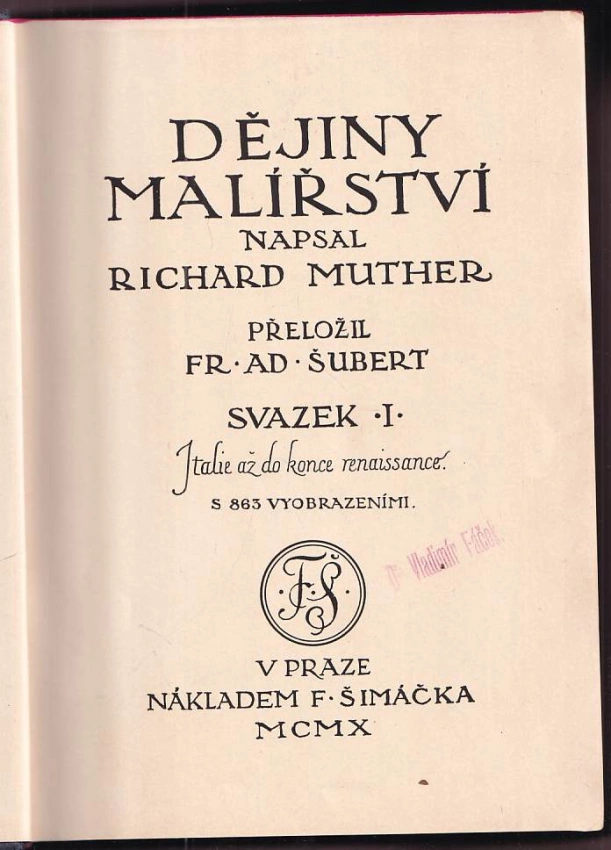 DĚJINY
MALÍŘSTVÍ
NAPSAL
RICHARD MUTHER
PŘELOŽIL
FR · AD · ŠUBERT
SVAZEK · I ·
Italie až do konce renaissance.
S 863 VYOBRAZENÍMI.
Vladimír
F. Š.
V PRAZE
NÁKLADEM F · ŠIMÁČKA
MCMX